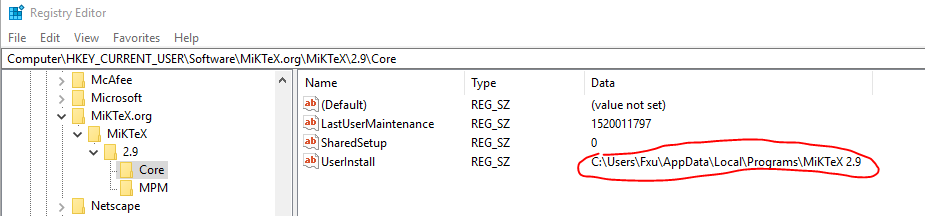 Registry Editor
File Edit View Favorites Help
Computer\HKEY_CURRENT_USER\Software\MiKTeX.org\MiKTeX\2.9\Core
McAfee
Microsoft
MiKTeX.org
MiKTeX
2.9
Core
MPM
Netscape
Name Type Data
(Default) REG_SZ (value not set)
LastUserMaintenance REG_SZ 1520011797
SharedSetup REG_SZ 0
UserInstall REG_SZ C:\Users\Fxu\AppData\Local\Programs\MiKTeX 2.9